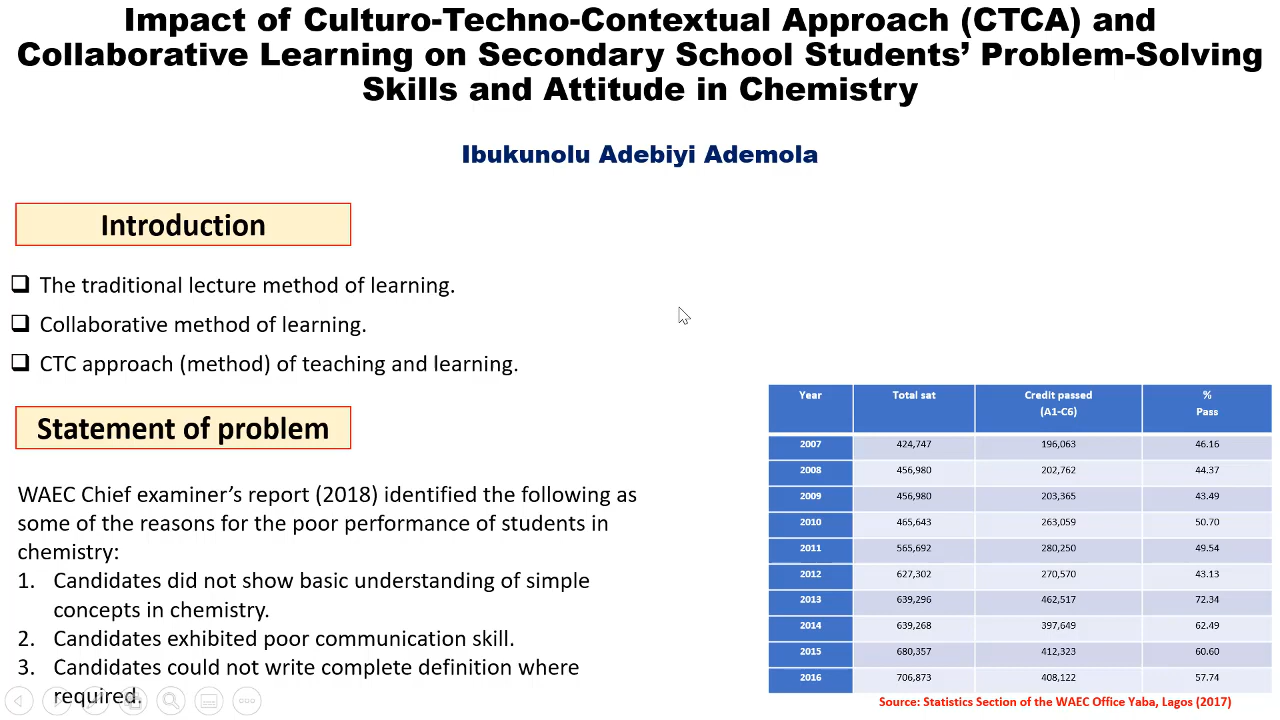 Impact of Culturo-Techno-Contextual Approach (CTCA) and
Collaborative Learning on Secondary School Students’ Problem-Solving
Skills and Attitude in Chemistry
Ibukunolu Adebiyi Ademola
Introduction
❑ The traditional lecture method of learning.
❑ Collaborative method of learning.
❑ CTC approach (method) of teaching and learning.
Statement of problem
WAEC Chief examiner’s report (2018) identified the following as
some of the reasons for the poor performance of students in
chemistry:
1. Candidates did not show basic understanding of simple
concepts in chemistry.
2. Candidates exhibited poor communication skill.
3. Candidates could not write complete definition where
required.
Year Total sat Credit passed %
(A1-C6) Pass
2007 424,747 196,063 46.16
2008 456,980 202,762 44.37
2009 456,980 203,365 43.49
2010 465,643 263,059 50.70
2011 565,692 280,250 49.54
2012 627,302 270,570 43.13
2013 639,296 462,517 72.34
2014 639,268 397,649 62.49
2015 680,357 412,323 60.60
2016 706,873 408,122 57.74
Source: Statistics Section of the WAEC Office Yaba, Lagos (2017)